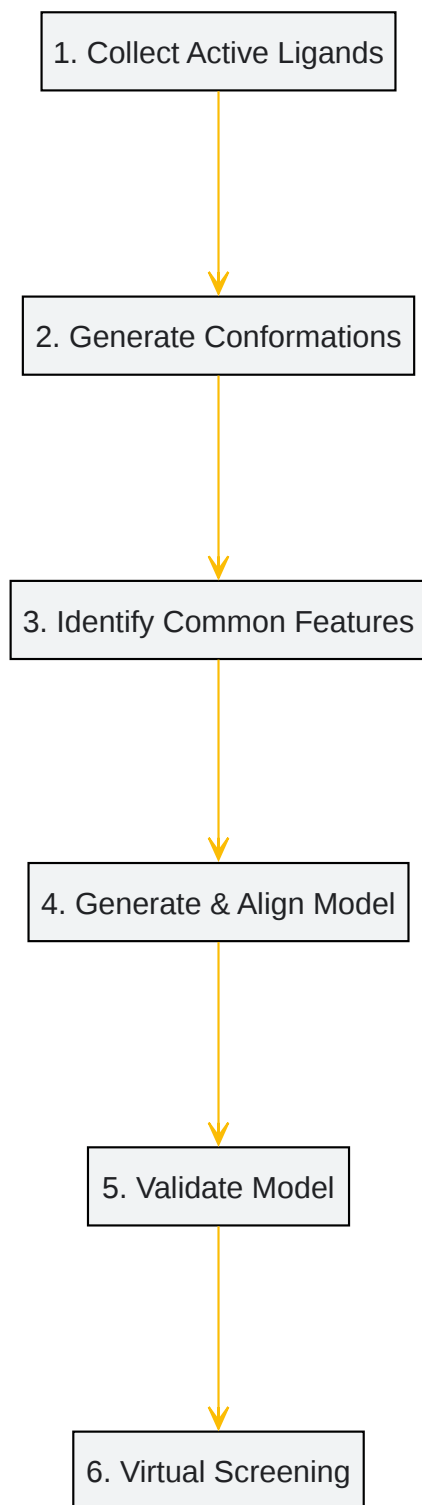 1. Collect Active Ligands
2. Generate Conformations
3. Identify Common Features
4. Generate & Align Model
5. Validate Model
6. Virtual Screening